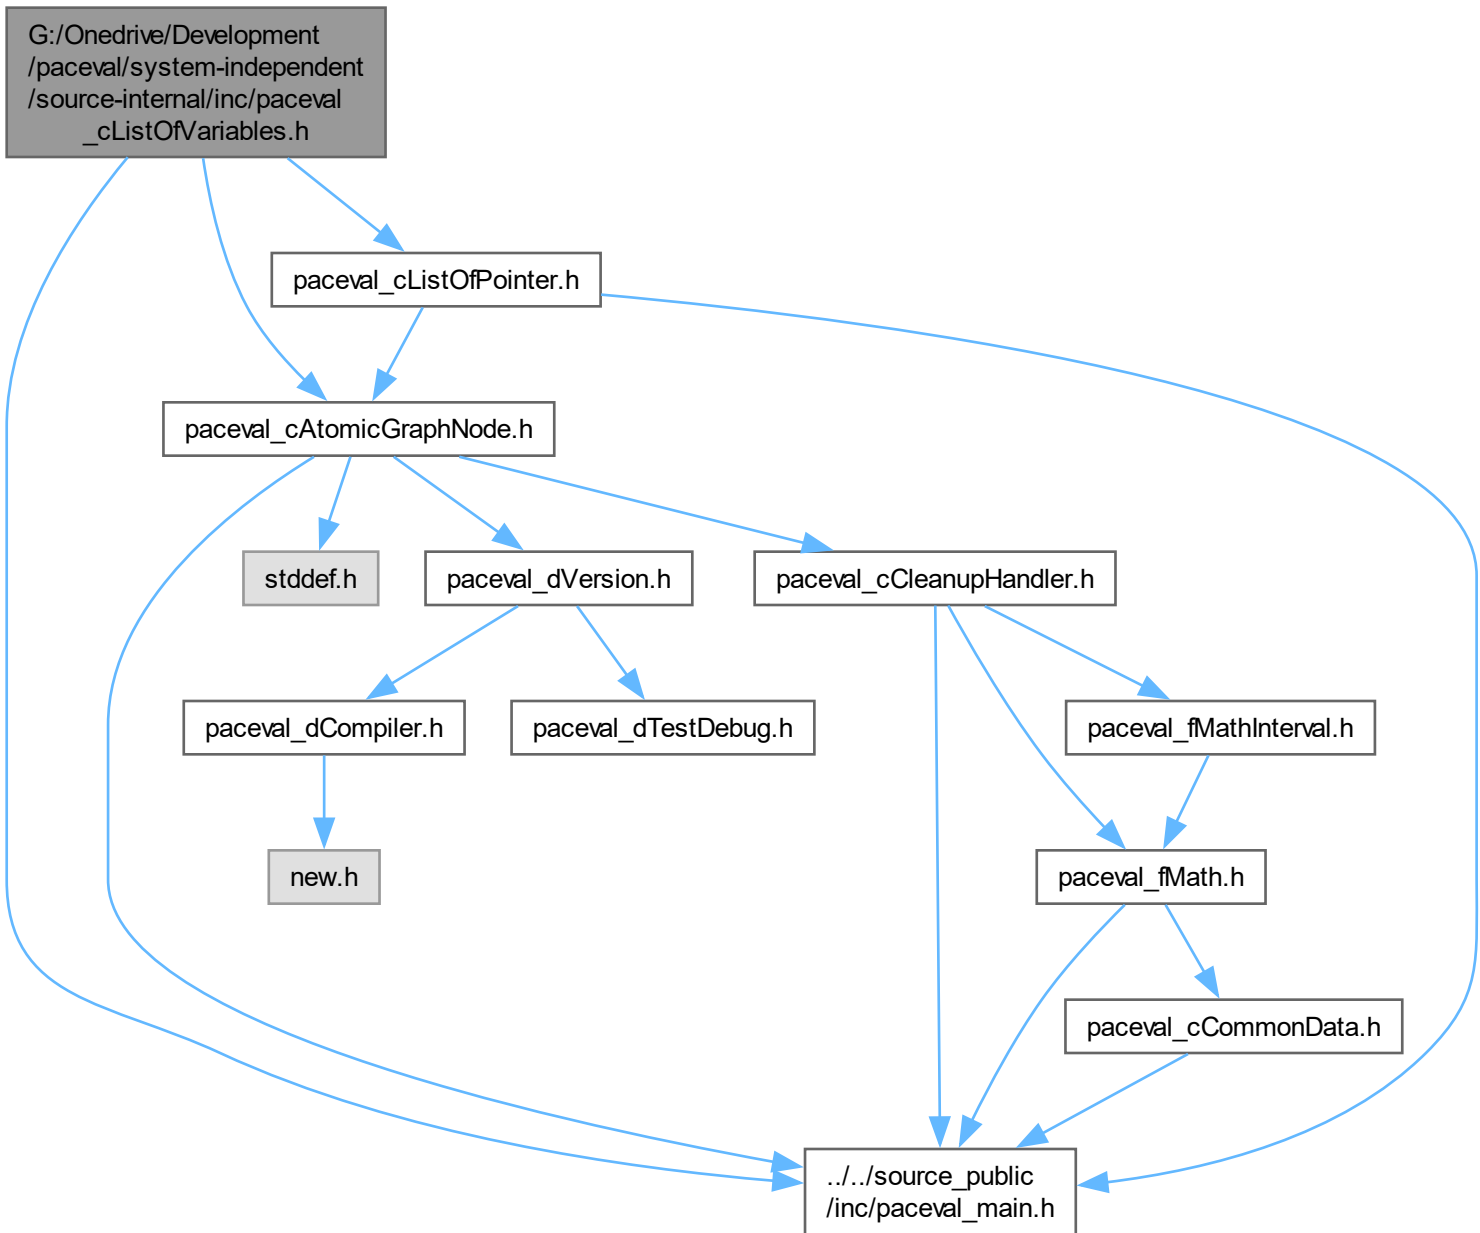 G:/Onedrive/Development
/paceval/system-independent
/source-internal/inc/paceval
_cListOfVariables.h
paceval_cListOfPointer.h
paceval_cAtomicGraphNode.h
stddef.h
paceval_dVersion.h
paceval_cCleanupHandler.h
paceval_dCompiler.h
paceval_dTestDebug.h
paceval_fMathInterval.h
new.h
paceval_fMath.h
paceval_cCommonData.h
../../source_public
/inc/paceval_main.h